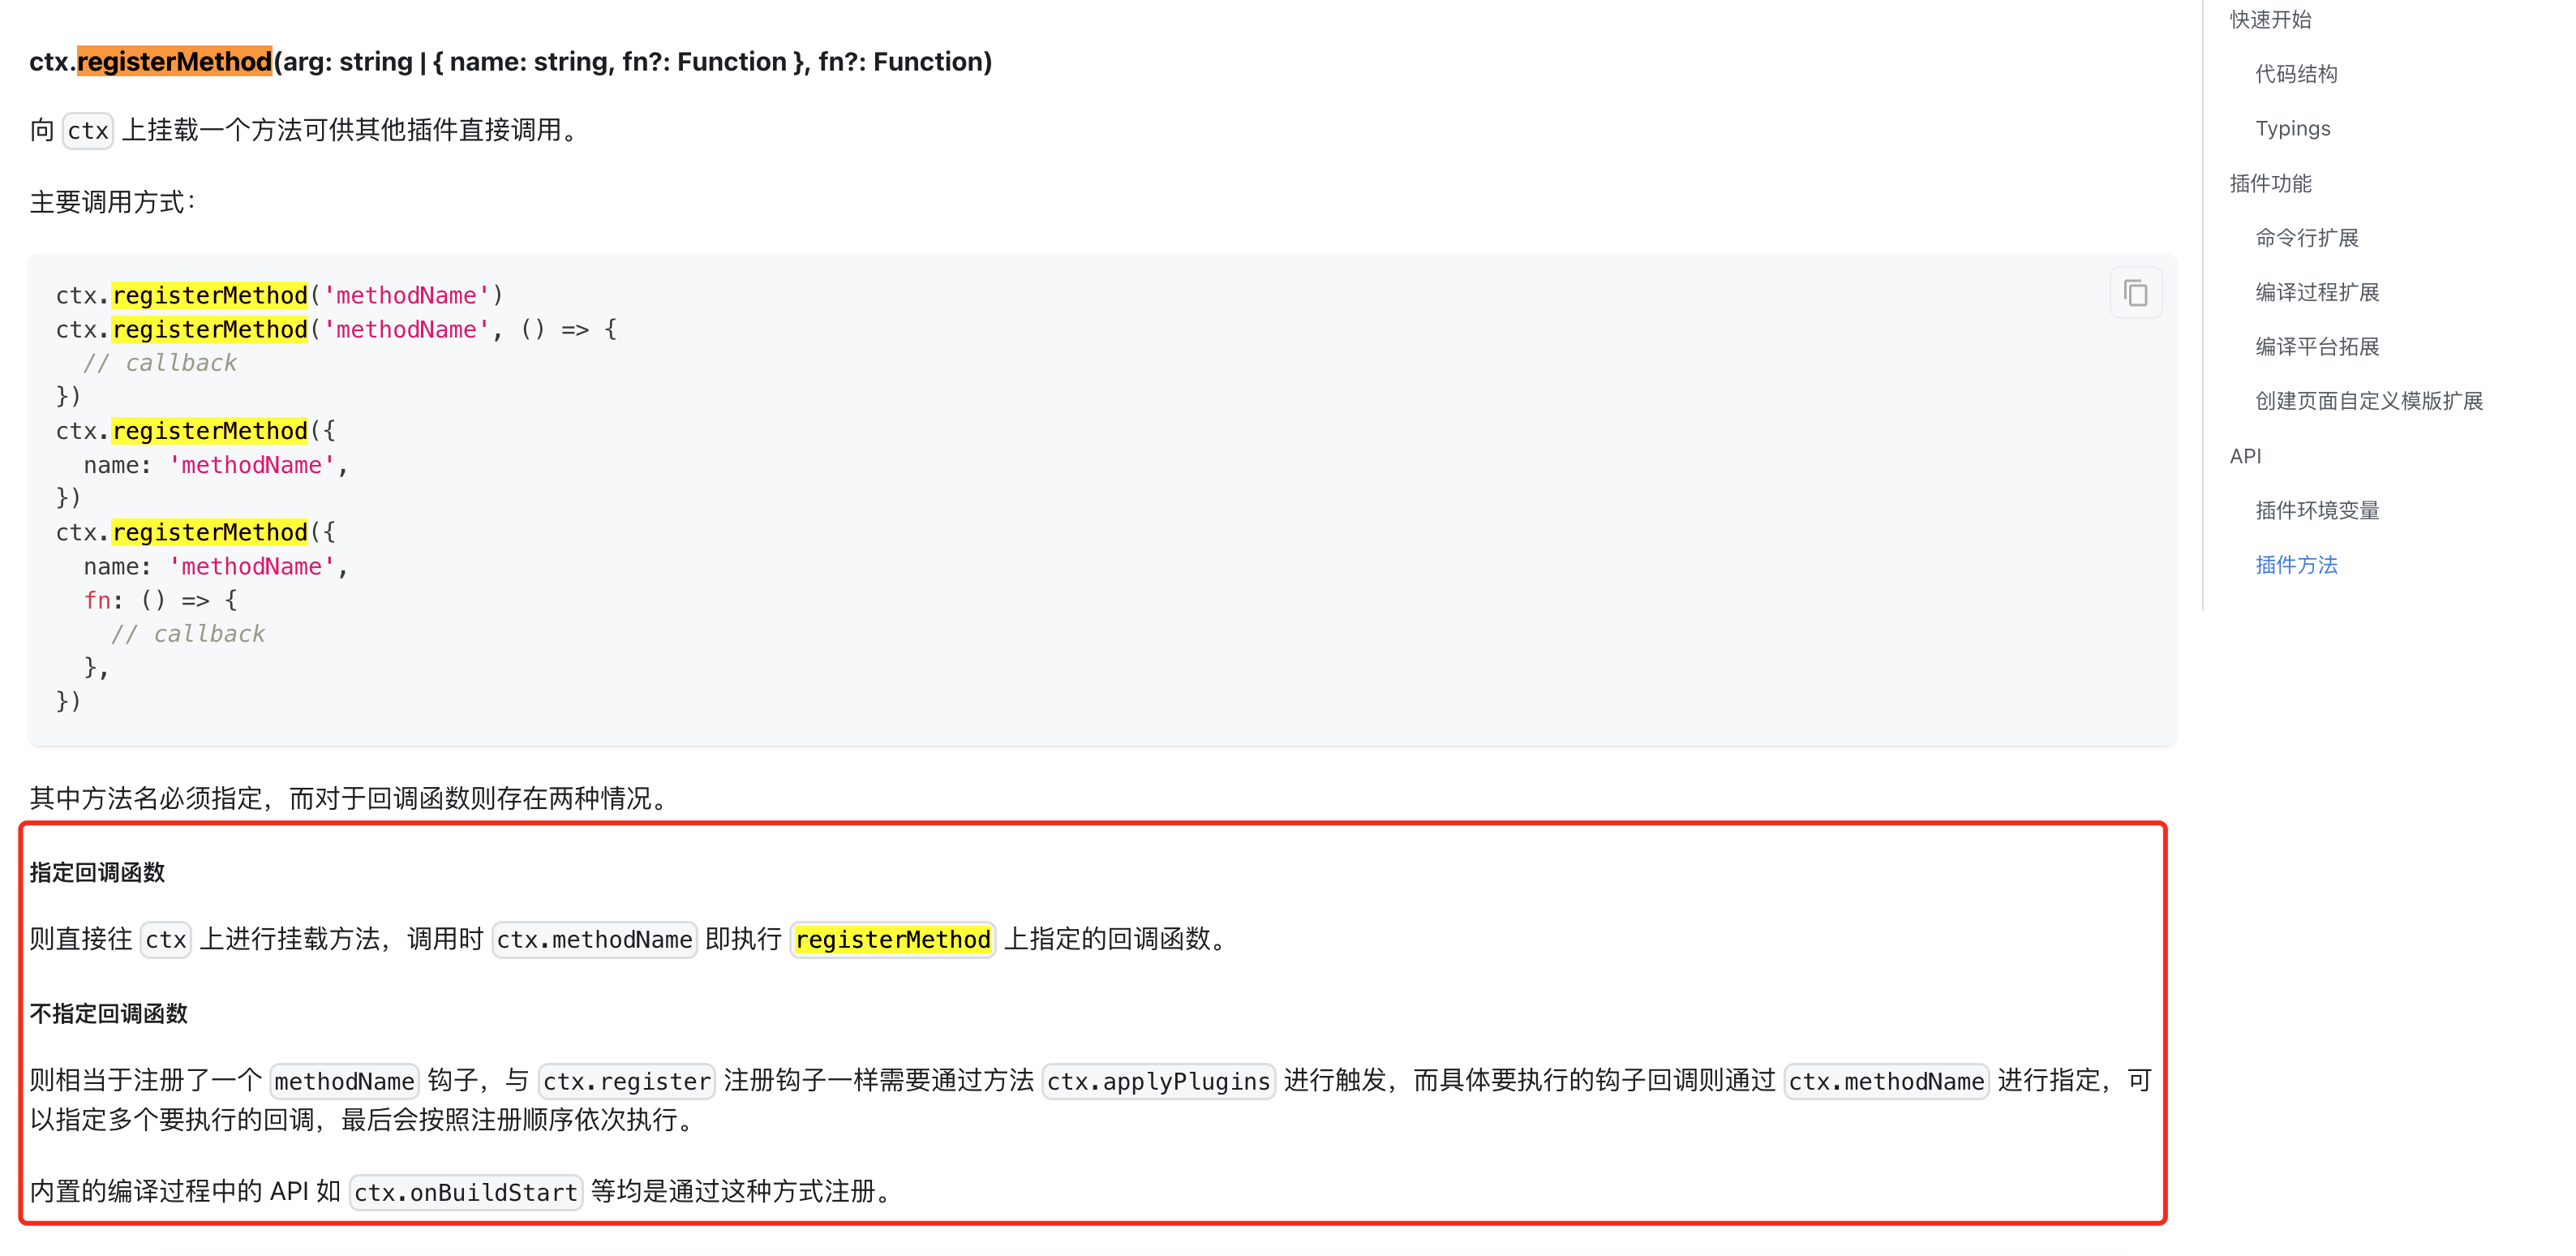 ctx.registerMethod(arg: string | { name: string, fn?: Function }, fn?: Function)
向 ctx 上挂载一个方法可供其他插件直接调用。
主要调用方式：
ctx.registerMethod('methodName')
ctx.registerMethod('methodName', () => {
  // callback
})
ctx.registerMethod({
  name: 'methodName',
})
ctx.registerMethod({
  name: 'methodName',
  fn: () => {
    // callback
  },
})
其中方法名必须指定，而对于回调函数则存在两种情况。
指定回调函数
则直接往 ctx 上进行挂载方法，调用时 ctx.methodName 即执行 registerMethod 上指定的回调函数。
不指定回调函数
则相当于注册了一个 methodName 钩子，与 ctx.register 注册钩子一样需要通过方法 ctx.applyPlugins 进行触发，而具体要执行的钩子回调则通过 ctx.methodName 进行指定，可
以指定多个要执行的回调，最后会按照注册顺序依次执行。
内置的编译过程中的 API 如 ctx.onBuildStart 等均是通过这种方式注册。
快速开始
代码结构
Typings
插件功能
命令行扩展
编译过程扩展
编译平台拓展
创建页面自定义模版扩展
API
插件环境变量
插件方法